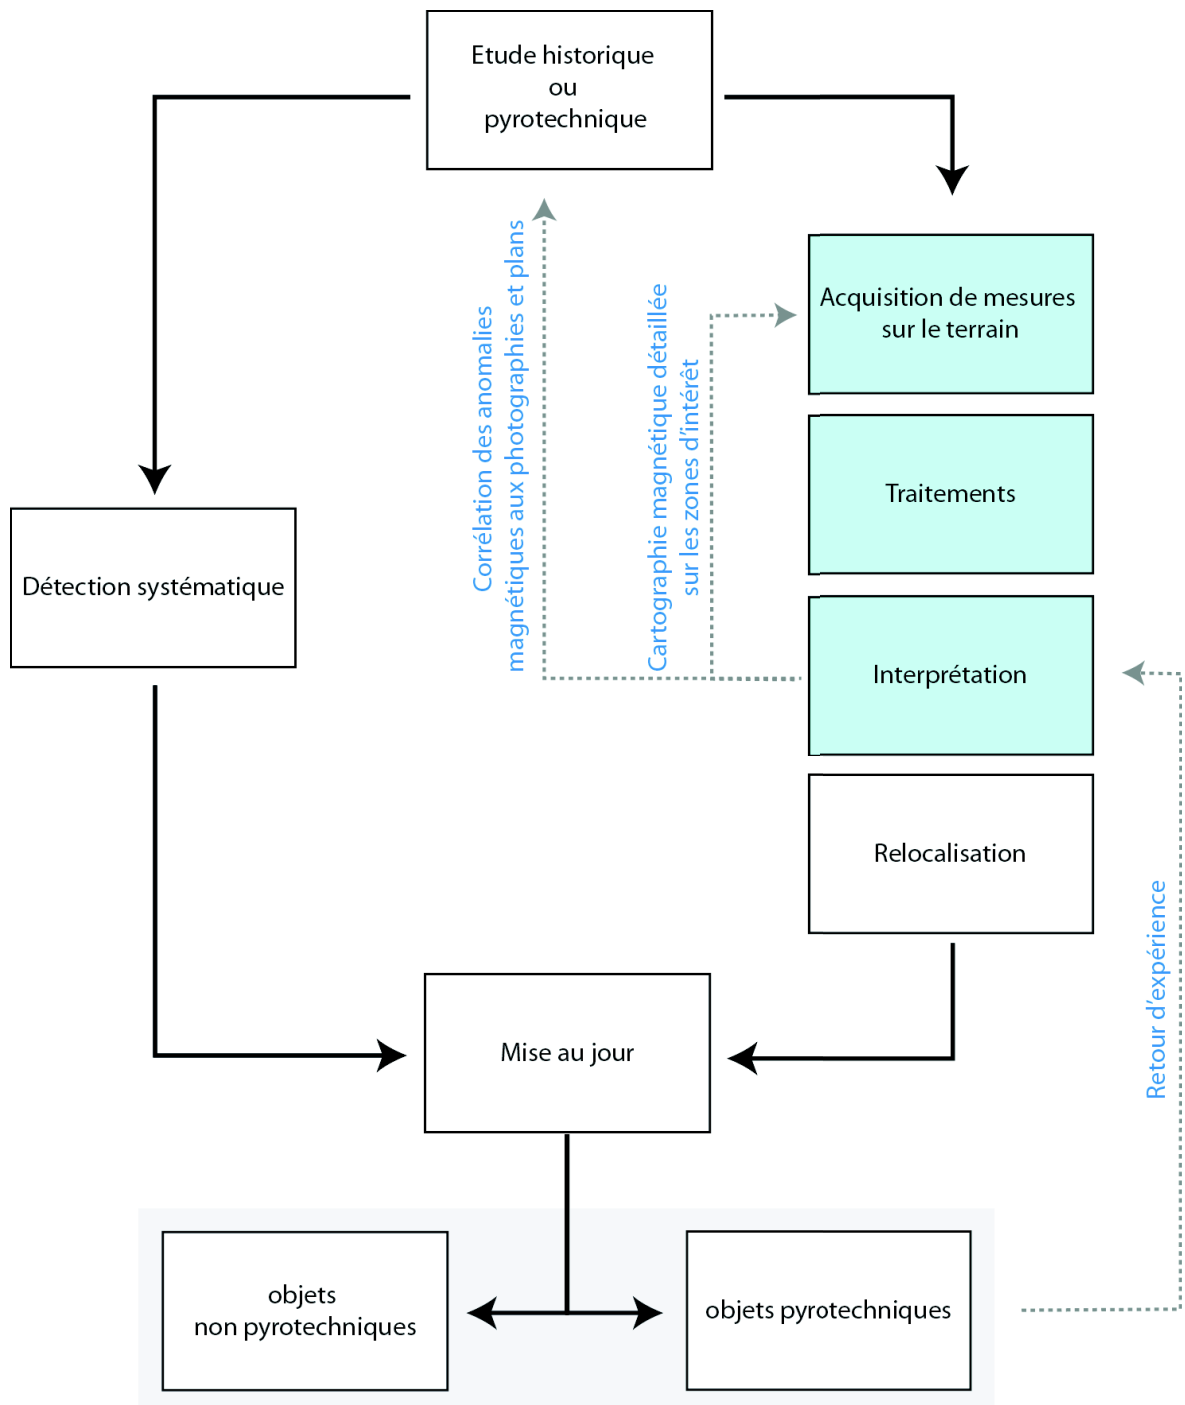 Etude historique
ou
pyrotechnique
Acquisition de mesures
sur le terrain
Traitements
Interprétation
Relocalisation
Détection systématique
Corrélation des anomalies
magnétiques aux photographies et plans
Cartographie magnétique détaillée
sur les zones d'intérêt
Retour d'expérience
Mise au jour
objets
non pyrotechniques
objets pyrotechniques